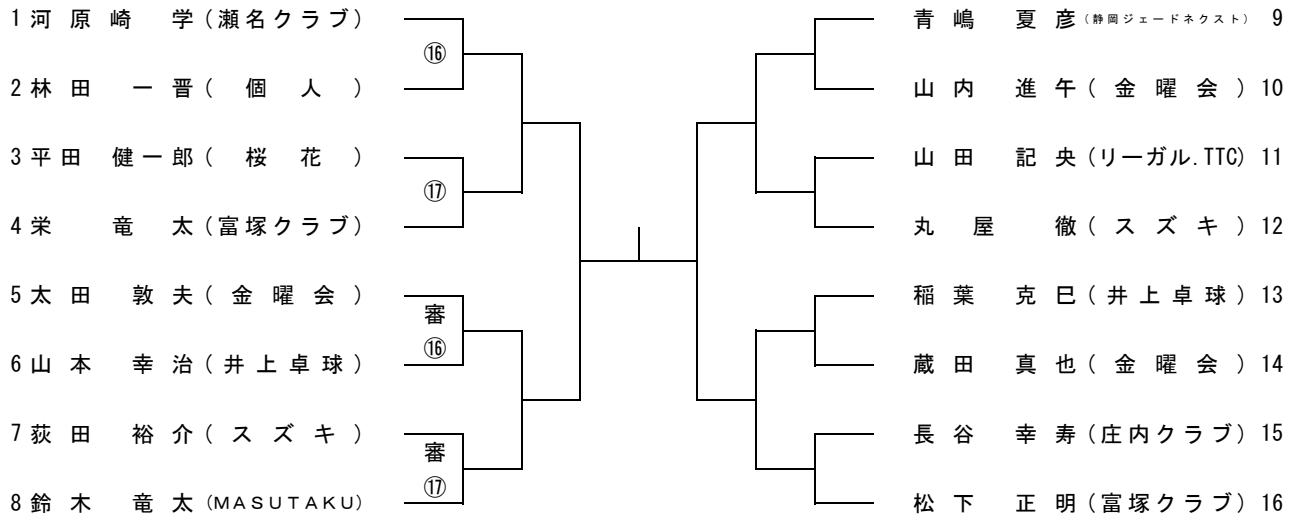 1 河原崎 学 (瀬名クラブ)
⑯
2 林田 一晋 (個人)
3 平田 健一郎 (桜花)
⑰
4 栄 竜太 (富塚クラブ)
5 太田 敦夫 (金曜会)
審
⑯
6 山本 幸治 (井上卓球)
7 荻田 裕介 (スズキ)
審
⑰
8 鈴木 竜太 (MASUTAKU)
青嶋 夏彦 (静岡ジェードネクスト) 9
山内 進午 (金曜会) 10
山田 記央 (リーガル.TTC) 11
丸屋 徹 (スズキ) 12
稲葉 克巳 (井上卓球) 13
蔵田 真也 (金曜会) 14
長谷 幸寿 (庄内クラブ) 15
松下 正明 (富塚クラブ) 16